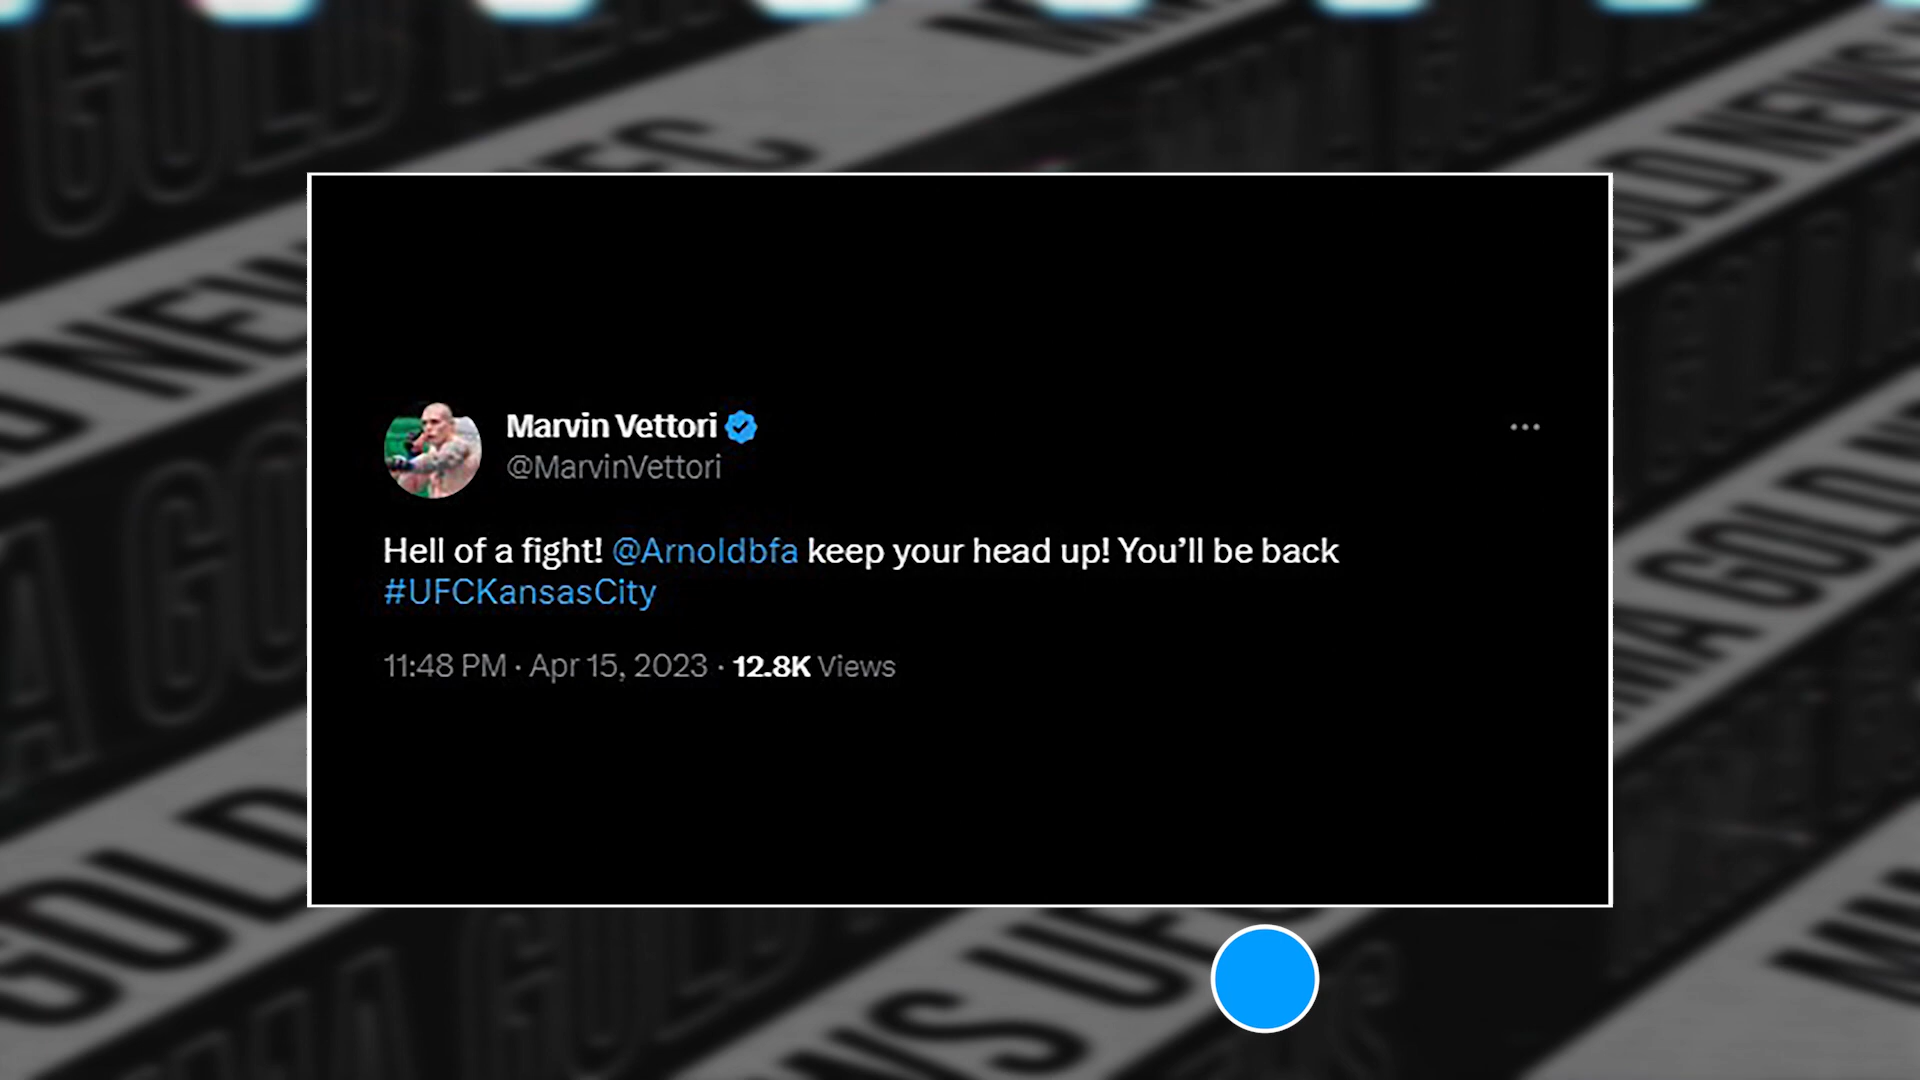 Marvin Vettori
@MarvinVettori
Hell of a fight! @Arnoldbfa keep your head up! You’ll be back
#UFCKansasCity
11:48 PM · Apr 15, 2023 · 12.8K Views